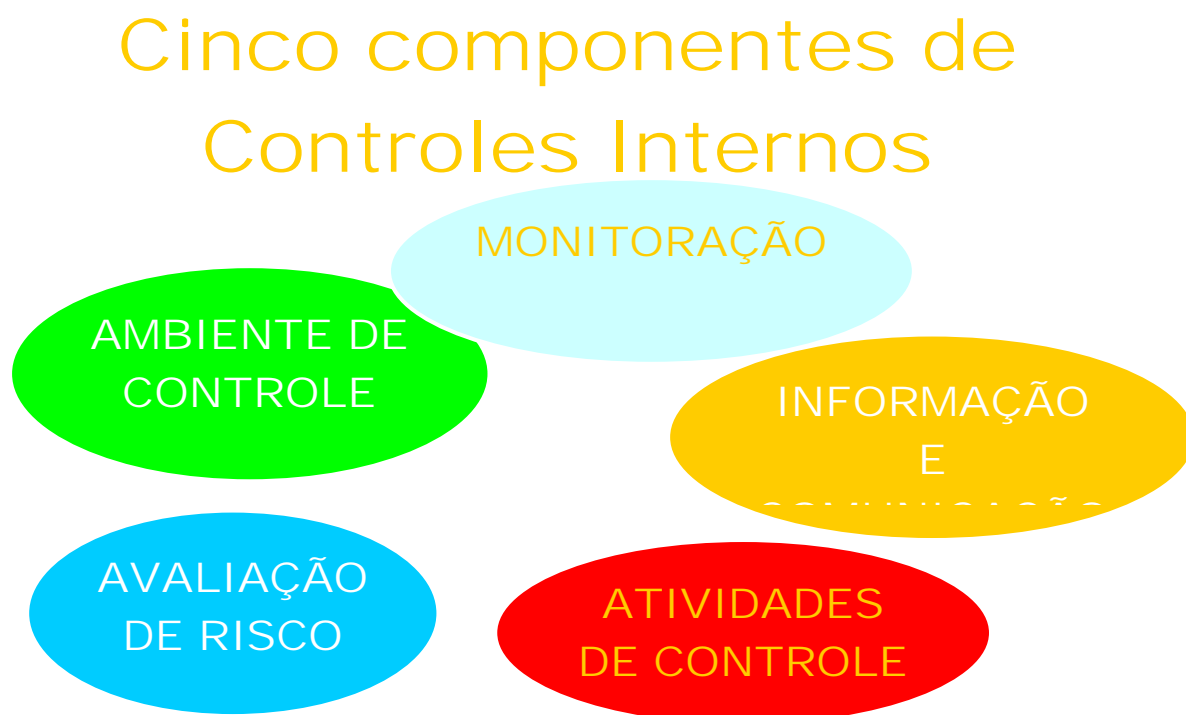 Cinco componentes de
Controles Internos
MONITORAÇÃO
AMBIENTE DE
CONTROLE
INFORMAÇÃO
E
AVALIAÇÃO
DE RISCO
ATIVIDADES
DE CONTROLE